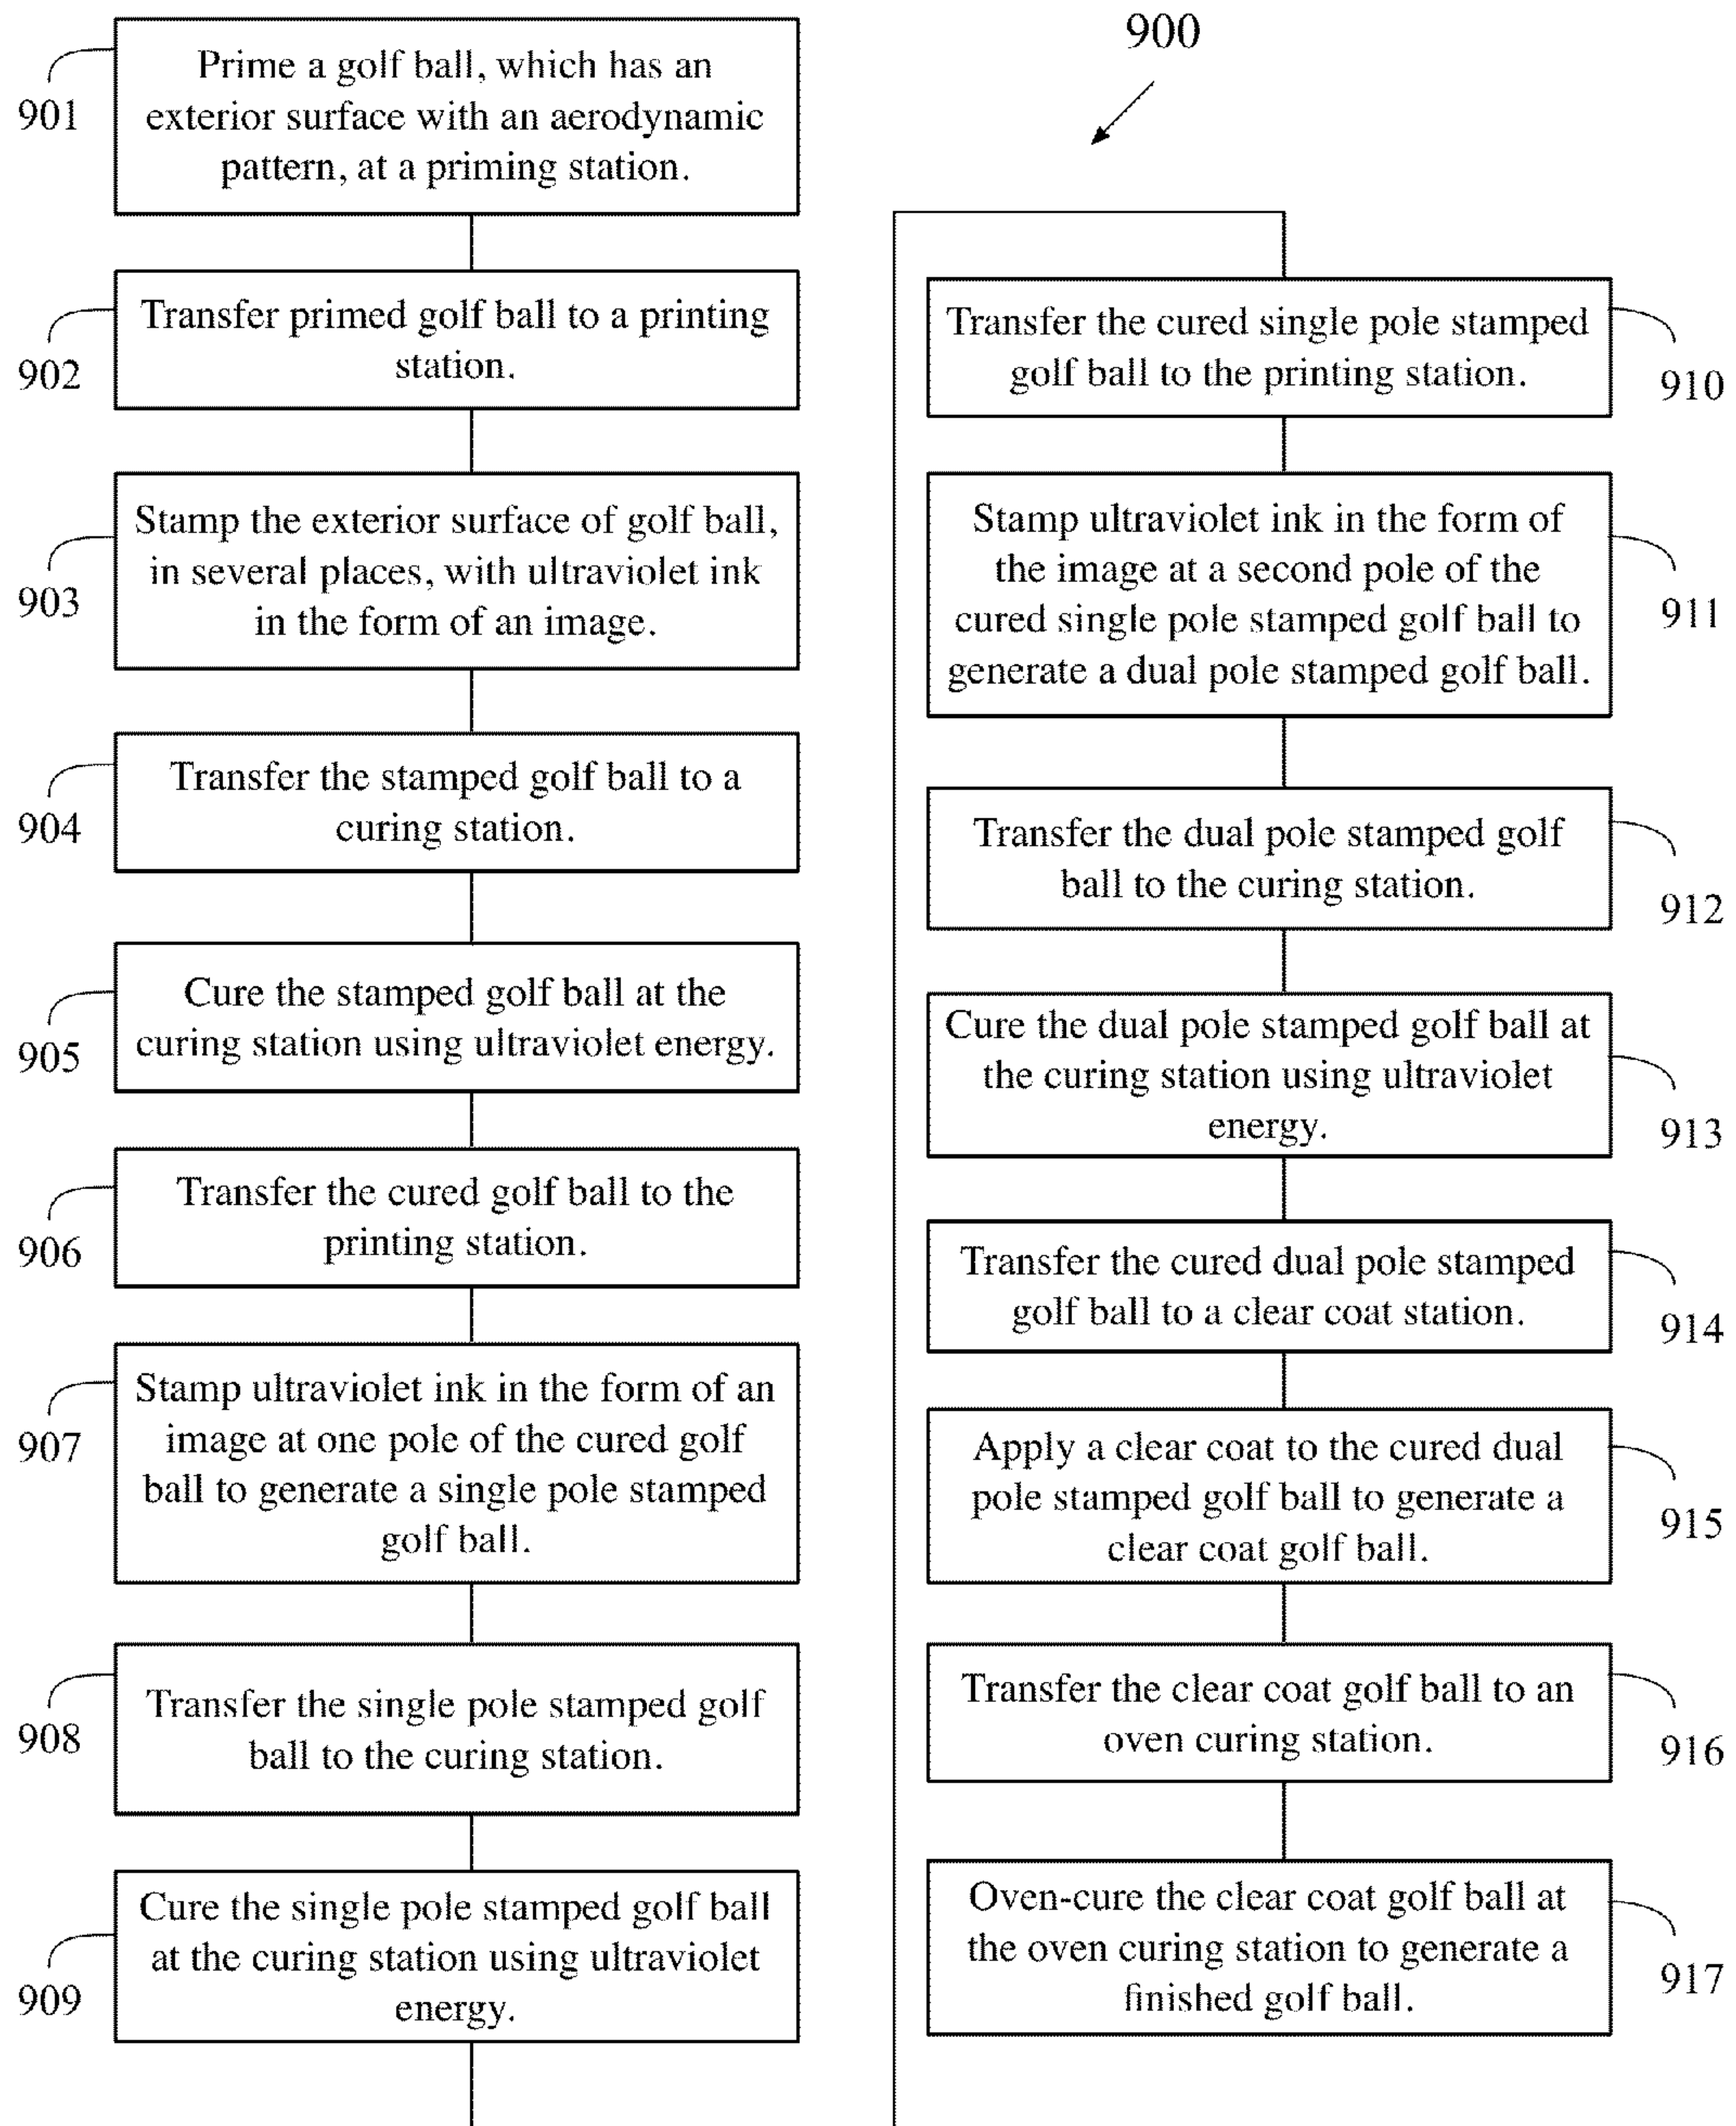 900
901
Prime a golf ball, which has an
exterior surface with an aerodynamic
pattern, at a priming station.
902
Transfer primed golf ball to a printing
station.
903
Stamp the exterior surface of golf ball,
in several places, with ultraviolet ink
in the form of an image.
904
Transfer the stamped golf ball to a
curing station.
905
Cure the stamped golf ball at the
curing station using ultraviolet energy.
906
Transfer the cured golf ball to the
printing station.
907
Stamp ultraviolet ink in the form of an
image at one pole of the cured golf
ball to generate a single pole stamped
golf ball.
908
Transfer the single pole stamped golf
ball to the curing station.
909
Cure the single pole stamped golf ball
at the curing station using ultraviolet
energy.
Transfer the cured single pole stamped
golf ball to the printing station.
910
Stamp ultraviolet ink in the form of
the image at a second pole of the
cured single pole stamped golf ball to
generate a dual pole stamped golf ball.
911
Transfer the dual pole stamped golf
ball to the curing station.
912
Cure the dual pole stamped golf ball at
the curing station using ultraviolet
energy.
913
Transfer the cured dual pole stamped
golf ball to a clear coat station.
914
Apply a clear coat to the cured dual
pole stamped golf ball to generate a
clear coat golf ball.
915
Transfer the clear coat golf ball to an
oven curing station.
916
Oven-cure the clear coat golf ball at
the oven curing station to generate a
finished golf ball.
917